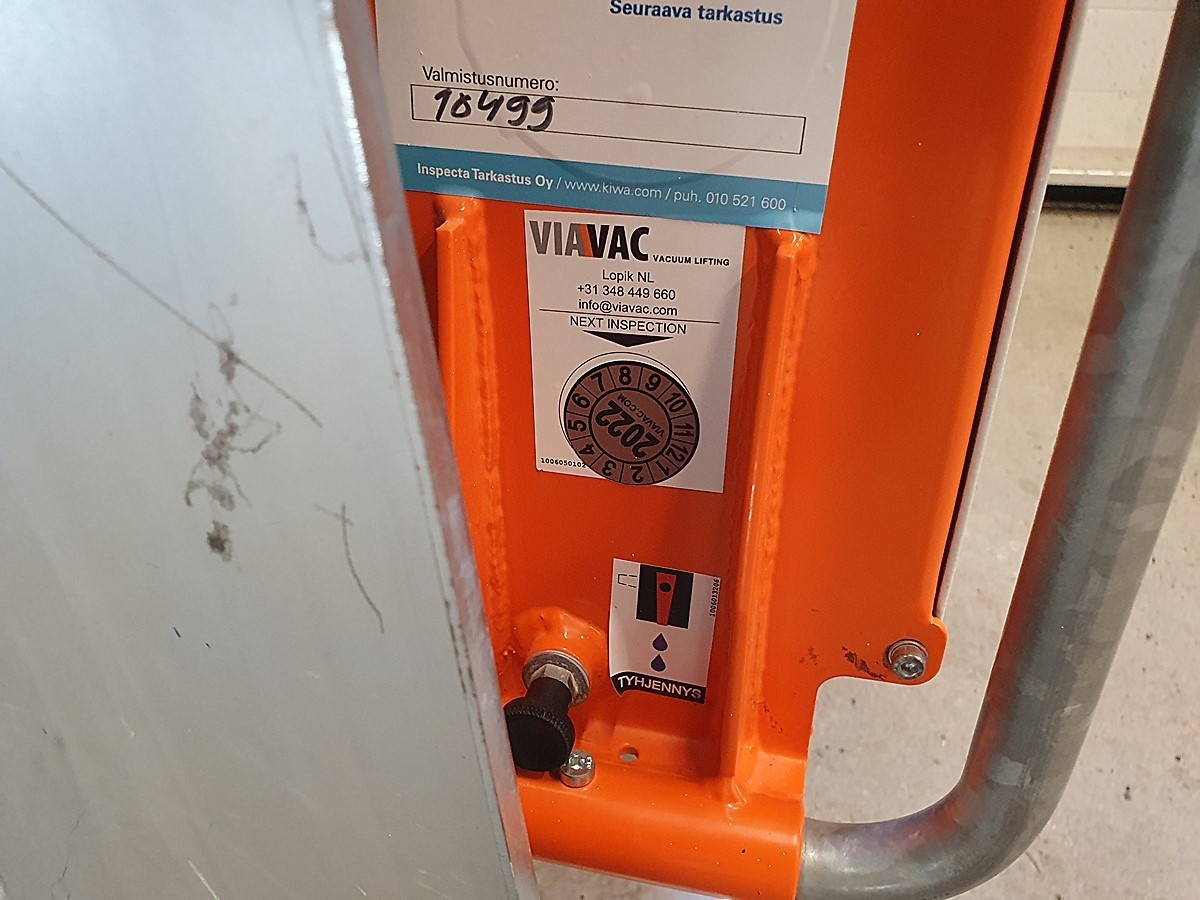 Seuraava tarkastus
Valmistusnumero:
10499
Inspecta Tarkastus Oy / www.kiwa.com / puh. 010 521 600
VIAVAC VACUUM LIFTING
Lopik NL
+31 348 449 660
info@viavac.com
NEXT INSPECTION
1 2 3 4 5 6 7 8 9 10 11 12
VIAVAC.COM
2022
1006050102
1006033206
TYHJENNYS